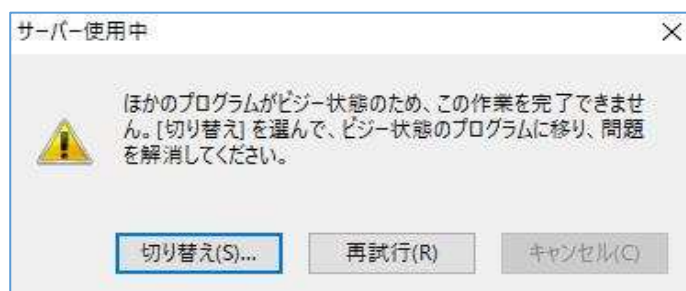 サーバー使用中
ほかのプログラムがビジー状態のため、この作業を完了できませ
ん。[切り替え] を選んで、ビジー状態のプログラムに移り、問題
を解消してください。
切り替え(S)... 再試行(R) キャンセル(C)